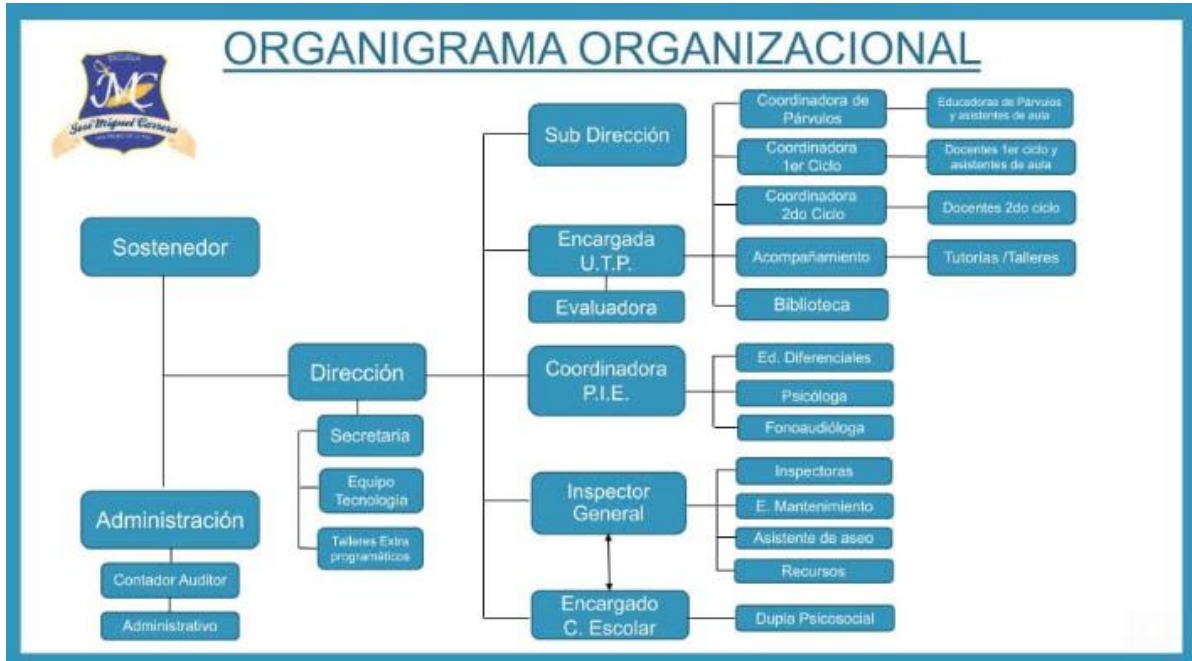 ORGANIGRAMA ORGANIZACIONAL
ESCUELA
JMC
José Miguel Carrera
Sostenedor
Administración
Contador Auditor
Administrativo
Dirección
Secretaria
Equipo
Tecnología
Talleres Extra
programáticos
Sub Dirección
Encargada
U.T.P.
Evaluadora
Coordinadora de
Párvulos
Educadoras de Párvulos
y asistentes de aula
Coordinadora
1er Ciclo
Docentes 1er ciclo y
asistentes de aula
Coordinadora
2do Ciclo
Docentes 2do ciclo
Acompañamiento
Tutorías /Talleres
Biblioteca
Coordinadora
P.I.E.
Ed. Diferenciales
Psicóloga
Fonoaudióloga
Inspector
General
Inspectoras
E. Mantenimiento
Asistente de aseo
Recursos
Encargado
C. Escolar
Dupla Psicosocial